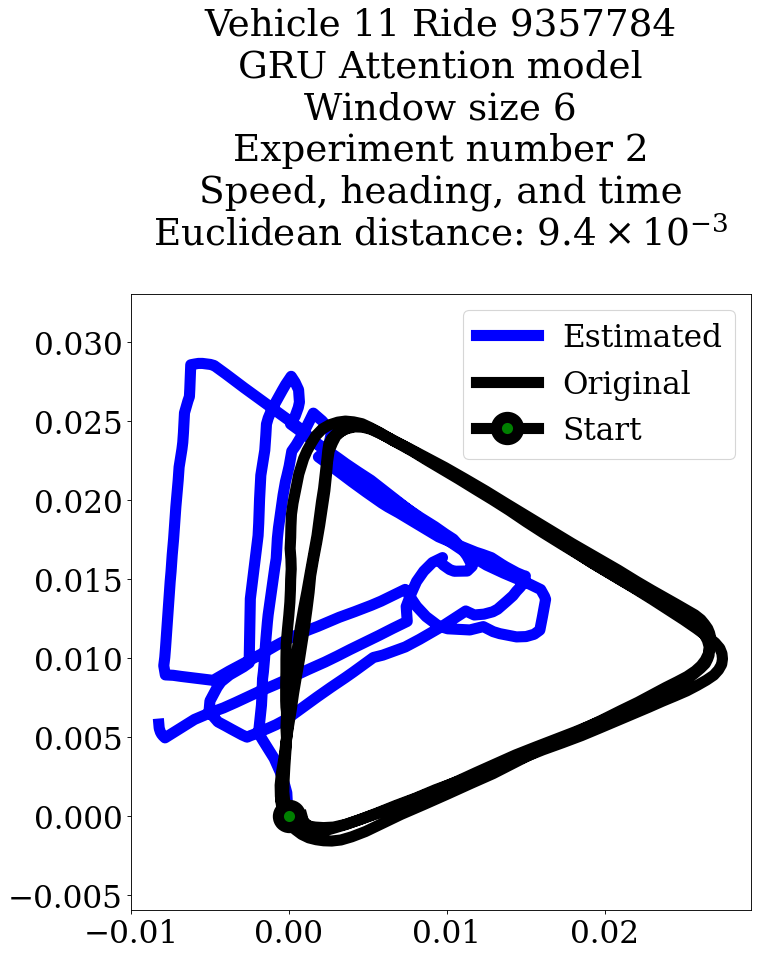 Vehicle 11 Ride 9357784
GRU Attention model
Window size 6
Experiment number 2
Speed, heading, and time
Euclidean distance: 9.4 × 10⁻³
Estimated
Original
Start
0.030
0.025
0.020
0.015
0.010
0.005
0.000
−0.005
−0.01
0.00
0.01
0.02